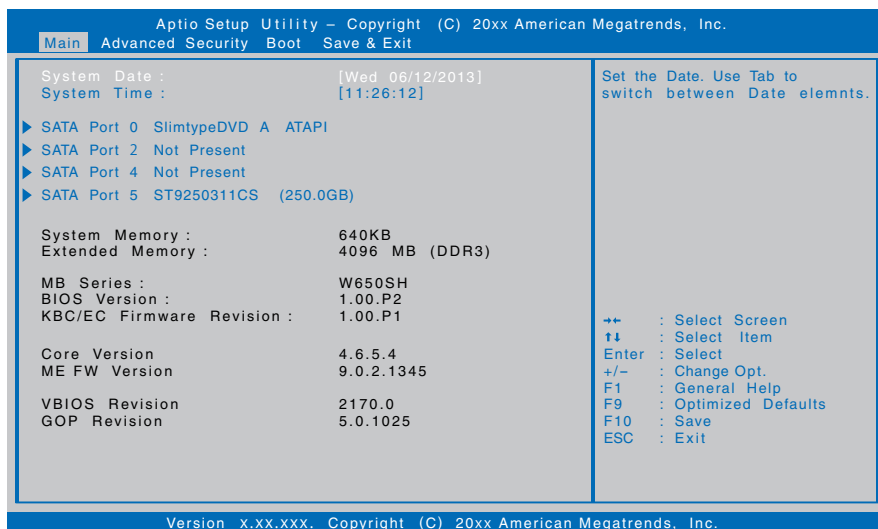 Aptio Setup Utility – Copyright (C) 20xx American Megatrends, Inc.
Main Advanced Security Boot Save & Exit
System Date : [Wed 06/12/2013]
System Time : [11:26:12]
SATA Port 0 SlimtypeDVD A ATAPI
SATA Port 2 Not Present
SATA Port 4 Not Present
SATA Port 5 ST9250311CS (250.0GB)
System Memory : 640KB
Extended Memory : 4096 MB (DDR3)
MB Series : W650SH
BIOS Version : 1.00.P2
KBC/EC Firmware Revision : 1.00.P1
Core Version 4.6.5.4
ME FW Version 9.0.2.1345
VBIOS Revision 2170.0
GOP Revision 5.0.1025
Set the Date. Use Tab to
switch between Date elemnts.
→← : Select Screen
↑↓ : Select Item
Enter : Select
+/– : Change Opt.
F1 : General Help
F9 : Optimized Defaults
F10 : Save
ESC : Exit
Version x.xx.xxx. Copyright (C) 20xx American Megatrends, Inc.